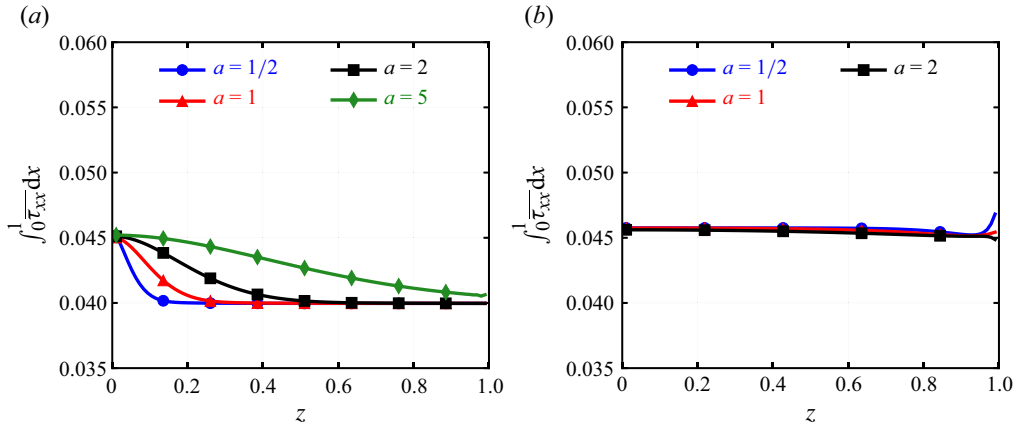 (a)
0.060
0.055
0.050
0.045
0.040
0.035
a = 1/2
a = 2
a = 1
a = 5
∫₀¹ τ̅ₓₓ dx
0
0.2
0.4
0.6
0.8
1.0
z
(b)
0.060
0.055
0.050
0.045
0.040
0.035
a = 1/2
a = 2
a = 1
∫₀¹ τ̅ₓₓ dx
0
0.2
0.4
0.6
0.8
1.0
z